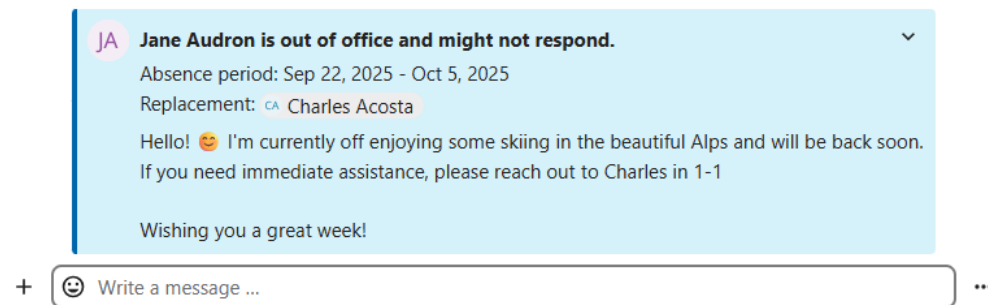 JA Jane Audron is out of office and might not respond.
Absence period: Sep 22, 2025 - Oct 5, 2025
Replacement: CA Charles Acosta
Hello! 😊 I'm currently off enjoying some skiing in the beautiful Alps and will be back soon.
If you need immediate assistance, please reach out to Charles in 1-1
Wishing you a great week!
Write a message ...